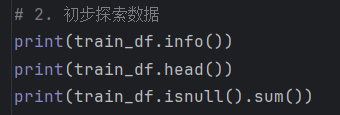 # 2. 初步探索数据
print(train_df.info())
print(train_df.head())
print(train_df.isnull().sum())